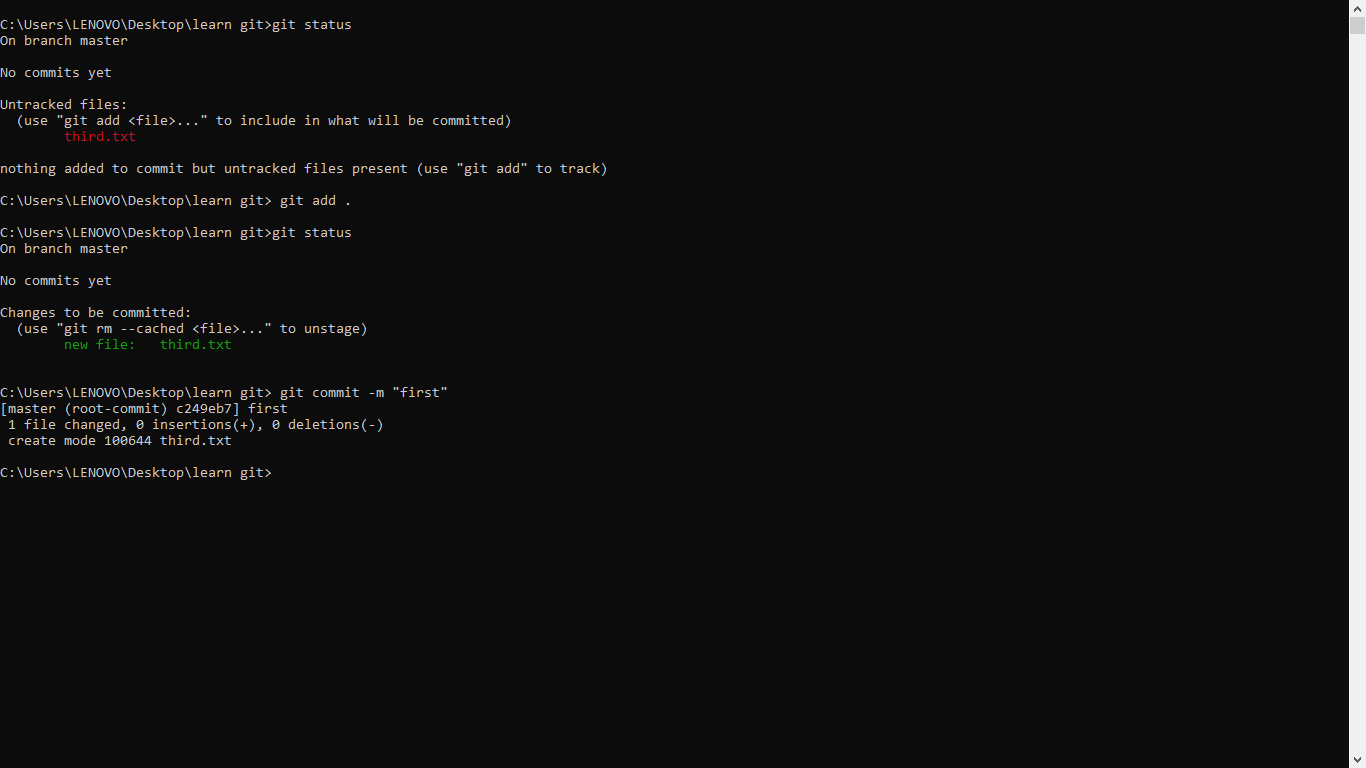 C:\Users\LENOVO\Desktop\learn git>git status
On branch master
No commits yet
Untracked files:
  (use "git add <file>..." to include in what will be committed)
        third.txt
nothing added to commit but untracked files present (use "git add" to track)
C:\Users\LENOVO\Desktop\learn git> git add .
C:\Users\LENOVO\Desktop\learn git>git status
On branch master
No commits yet
Changes to be committed:
  (use "git rm --cached <file>..." to unstage)
        new file:   third.txt
C:\Users\LENOVO\Desktop\learn git> git commit -m "first"
[master (root-commit) c249eb7] first
 1 file changed, 0 insertions(+), 0 deletions(-)
 create mode 100644 third.txt
C:\Users\LENOVO\Desktop\learn git>